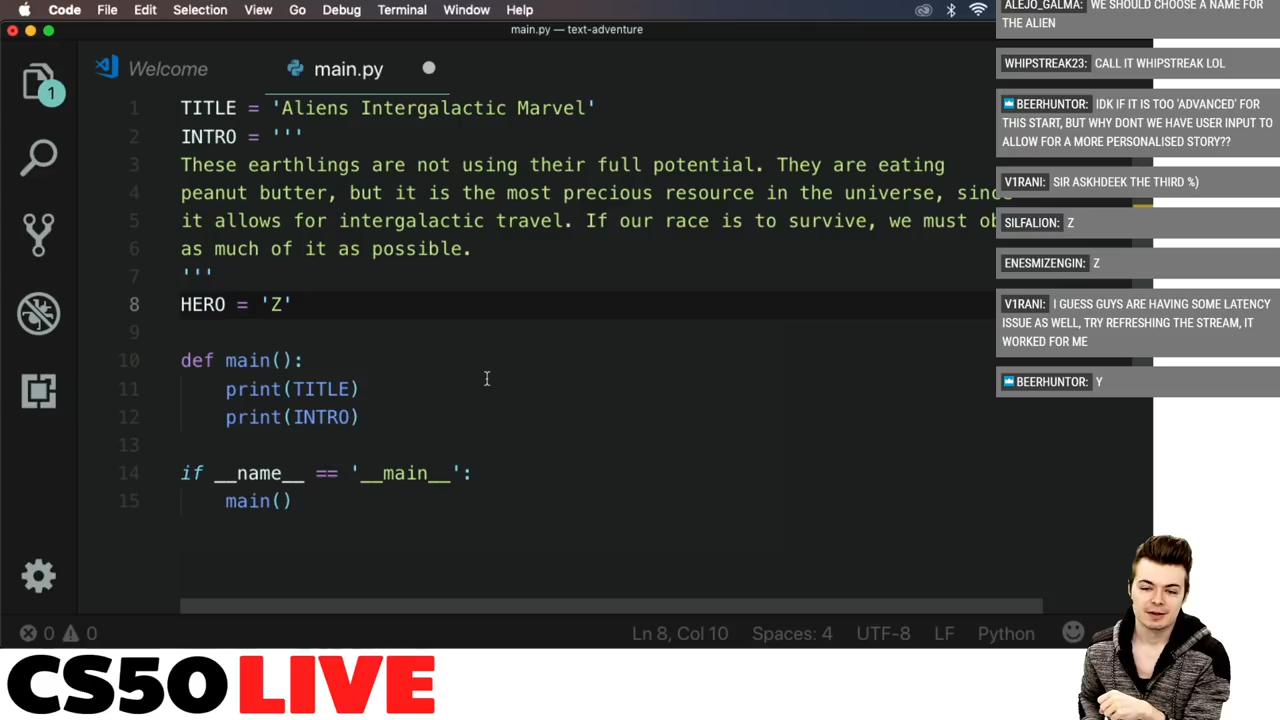 Code File Edit Selection View Go Debug Terminal Window Help
main.py — text-adventure
Welcome
main.py
1
1 TITLE = 'Aliens Intergalactic Marvel'
2 INTRO = '''
3 These earthlings are not using their full potential. They are eating
4 peanut butter, but it is the most precious resource in the universe, since
5 it allows for intergalactic travel. If our race is to survive, we must ob
6 as much of it as possible.
7 '''
8 HERO = 'Z'
9
10 def main():
11 print(TITLE)
12 print(INTRO)
13
14 if __name__ == '__main__':
15 main()
0 0
Ln 8, Col 10 Spaces: 4 UTF-8 LF Python
CS50 LIVE
ALEJO_GALMA: WE SHOULD CHOOSE A NAME FOR
THE ALIEN
WHIPSTREAK23: CALL IT WHIPSTREAK LOL
BEERHUNTOR: IDK IF IT IS TOO 'ADVANCED' FOR
THIS START, BUT WHY DONT WE HAVE USER INPUT TO
ALLOW FOR A MORE PERSONALISED STORY??
V1RANI: SIR ASKHDEEK THE THIRD %)
SILFALION: Z
ENESMIZENGIN: Z
V1RANI: I GUESS GUYS ARE HAVING SOME LATENCY
ISSUE AS WELL, TRY REFRESHING THE STREAM, IT
WORKED FOR ME
BEERHUNTOR: Y